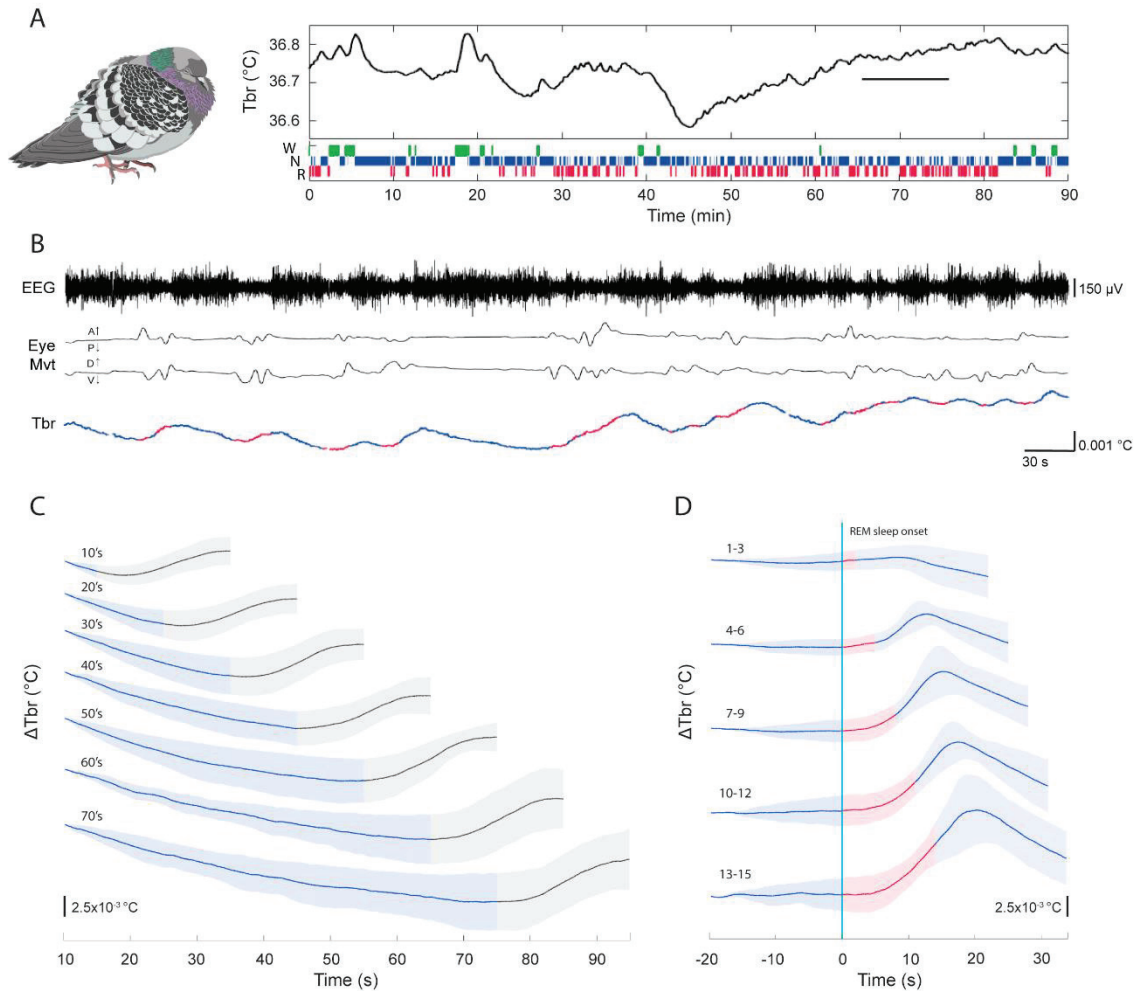 A
Tbr (°C)
36.8
36.7
36.6
W
N
R
0 10 20 30 40 50 60 70 80 90
Time (min)
B
EEG
150 µV
Eye
Mvt
A↑
P↓
D↑
V↓
Tbr
0.001 °C
30 s
C
10's
20's
30's
40's
50's
60's
70's
ΔTbr (°C)
2.5x10⁻³ °C
10 20 30 40 50 60 70 80 90
Time (s)
D
REM sleep onset
1-3
4-6
7-9
10-12
13-15
ΔTbr (°C)
2.5x10⁻³ °C
-20 -10 0 10 20 30
Time (s)